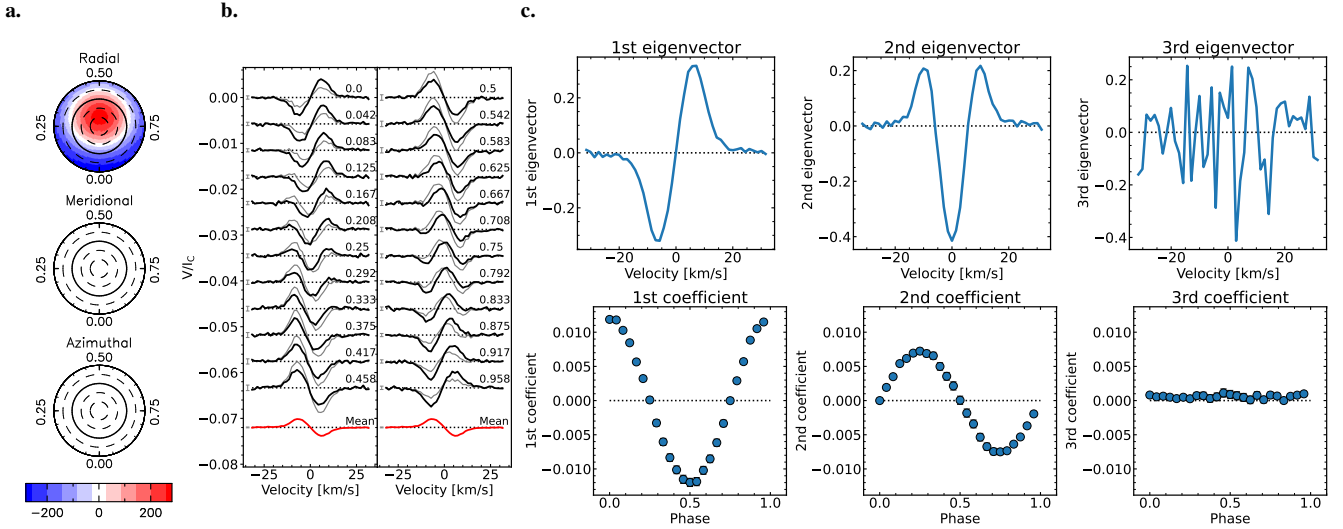 a.
Radial
0.50
0.25
0.75
0.00
Meridional
0.50
0.25
0.75
0.00
Azimuthal
0.50
0.25
0.75
0.00
−200 0 200
b.
V/I_C
0.00
−0.01
−0.02
−0.03
−0.04
−0.05
−0.06
−0.07
−0.08
−25 0 25
0.0
0.042
0.083
0.125
0.167
0.208
0.25
0.292
0.333
0.375
0.417
0.458
Mean
−25 0 25
Velocity [km/s]
0.5
0.542
0.583
0.625
0.667
0.708
0.75
0.792
0.833
0.875
0.917
0.958
Mean
−25 0 25
Velocity [km/s]
c.
1st eigenvector
1st eigenvector
0.2
0.0
−0.2
−20 0 20
Velocity [km/s]
2nd eigenvector
2nd eigenvector
0.2
0.0
−0.2
−0.4
−20 0 20
Velocity [km/s]
3rd eigenvector
3rd eigenvector
0.2
0.0
−0.2
−0.4
−20 0 20
Velocity [km/s]
1st coefficient
1st coefficient
0.010
0.005
0.000
−0.005
−0.010
0.0 0.5 1.0
Phase
2nd coefficient
2nd coefficient
0.010
0.005
0.000
−0.005
−0.010
0.0 0.5 1.0
Phase
3rd coefficient
3rd coefficient
0.010
0.005
0.000
−0.005
−0.010
0.0 0.5 1.0
Phase